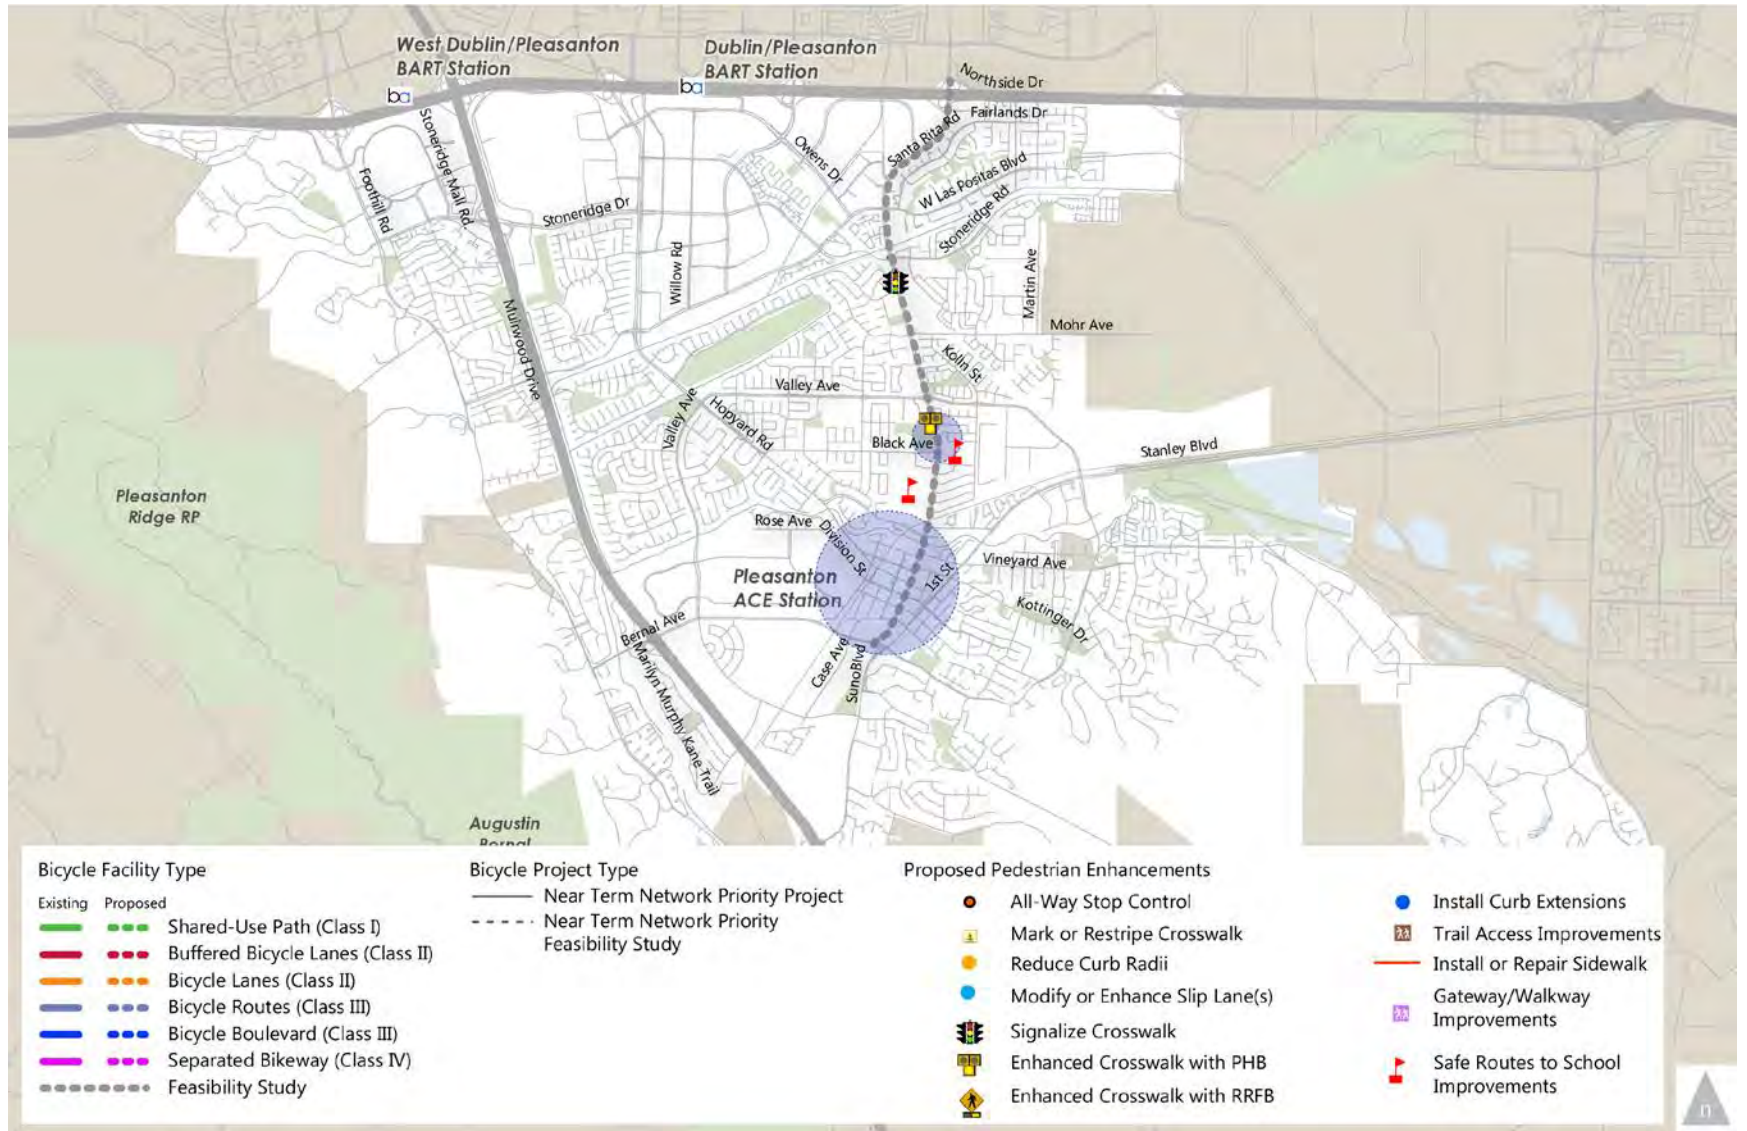 West Dublin/Pleasanton
BART Station
Dublin/Pleasanton
BART Station
ba
ba
Northside Dr
Fairlands Dr
Santa Rita Rd
Owens Dr
W Las Positas Blvd
Stoneridge Rd
Stoneridge Mall Rd.
Foothill Rd
Stoneridge Dr
Willow Rd
Martin Ave
Mohr Ave
Muirwood Drive
Kolln St
Valley Ave
Valley Ave
Hopyard Rd
Black Ave
Stanley Blvd
Pleasanton
Ridge RP
Rose Ave
Division St
Vineyard Ave
1st St
Pleasanton
ACE Station
Kottinger Dr
Bernal Ave
Case Ave
SunoBlvd
Marilyn Murphy Kane Trail
Augustin
Bernal
Bicycle Facility Type
Existing Proposed
Shared-Use Path (Class I)
Buffered Bicycle Lanes (Class II)
Bicycle Lanes (Class II)
Bicycle Routes (Class III)
Bicycle Boulevard (Class III)
Separated Bikeway (Class IV)
Feasibility Study
Bicycle Project Type
Near Term Network Priority Project
Near Term Network Priority
Feasibility Study
Proposed Pedestrian Enhancements
All-Way Stop Control
Mark or Restripe Crosswalk
Reduce Curb Radii
Modify or Enhance Slip Lane(s)
Signalize Crosswalk
Enhanced Crosswalk with PHB
Enhanced Crosswalk with RRFB
Install Curb Extensions
Trail Access Improvements
Install or Repair Sidewalk
Gateway/Walkway
Improvements
Safe Routes to School
Improvements
n